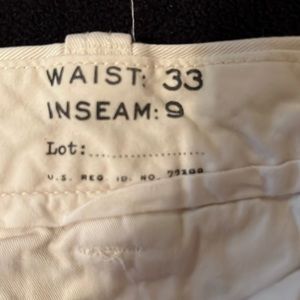 WAIST: 33
INSEAM: 9
Lot:....................
U.S. REG. ID. NO.